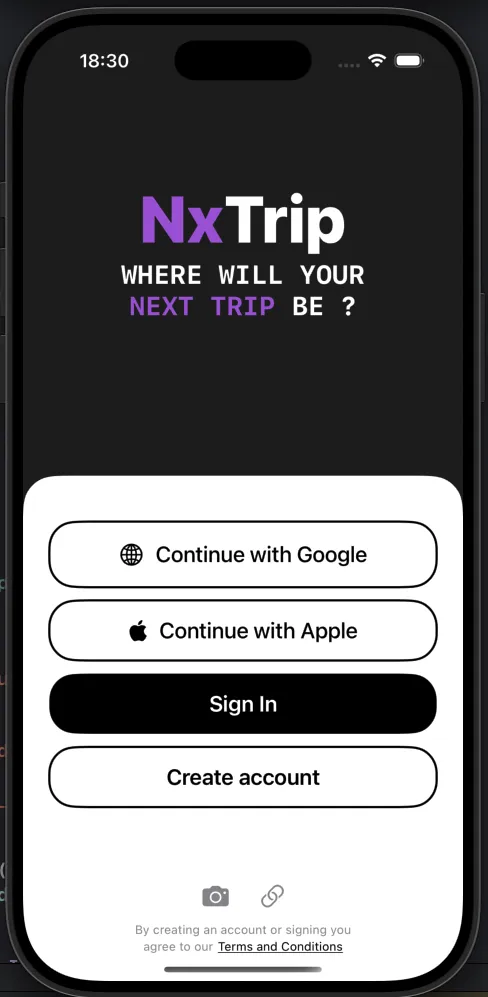 18:30
NxTrip
WHERE WILL YOUR
NEXT TRIP BE ?
Continue with Google
Continue with Apple
Sign In
Create account
By creating an account or signing you
agree to our Terms and Conditions